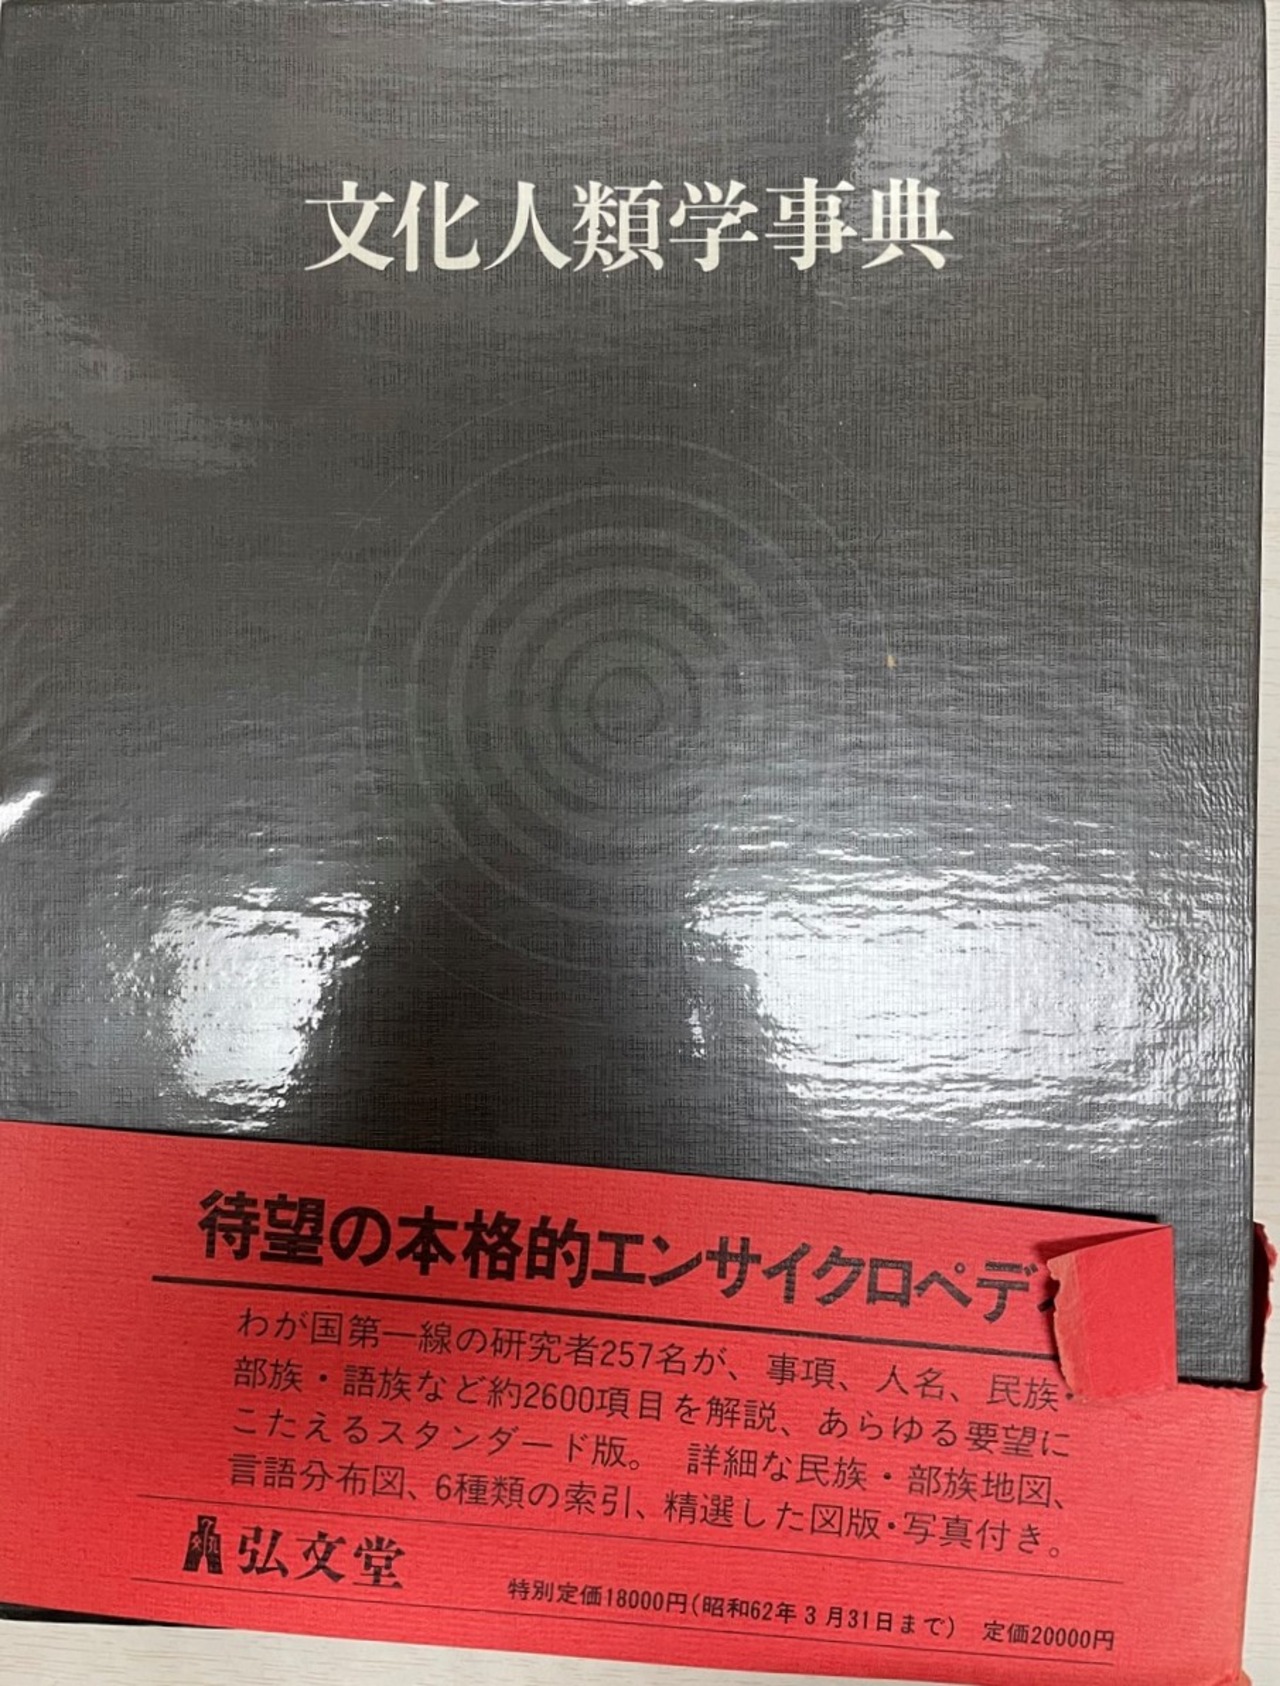 文化人類学事典
待望の本格的エンサイクロペデ
わが国第一線の研究者257名が、事項、人名、民族・
部族・語族など約2600項目を解説、あらゆる要望に
こたえるスタンダード版。 詳細な民族・部族地図、
言語分布図、6種類の索引、精選した図版・写真付き。
弘文堂
特別定価18000円(昭和62年3月31日まで) 定価20000円